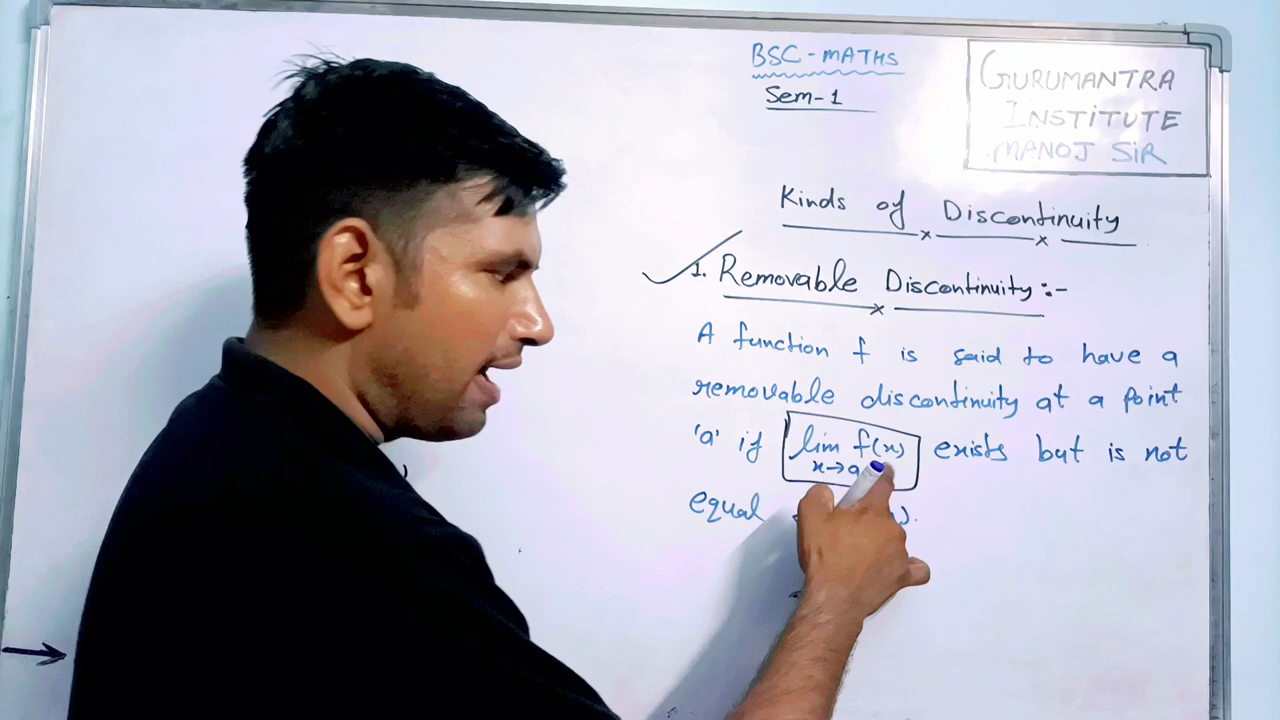 BSC-MATHS
Sem-1
GURUMANTRA
INSTITUTE
MANOJ SIR
Kinds of Discontinuity
1. Removable Discontinuity:-
A function f is said to have a
removable discontinuity at a point
'a' if lim f(x) exists but is not
x→a
equal